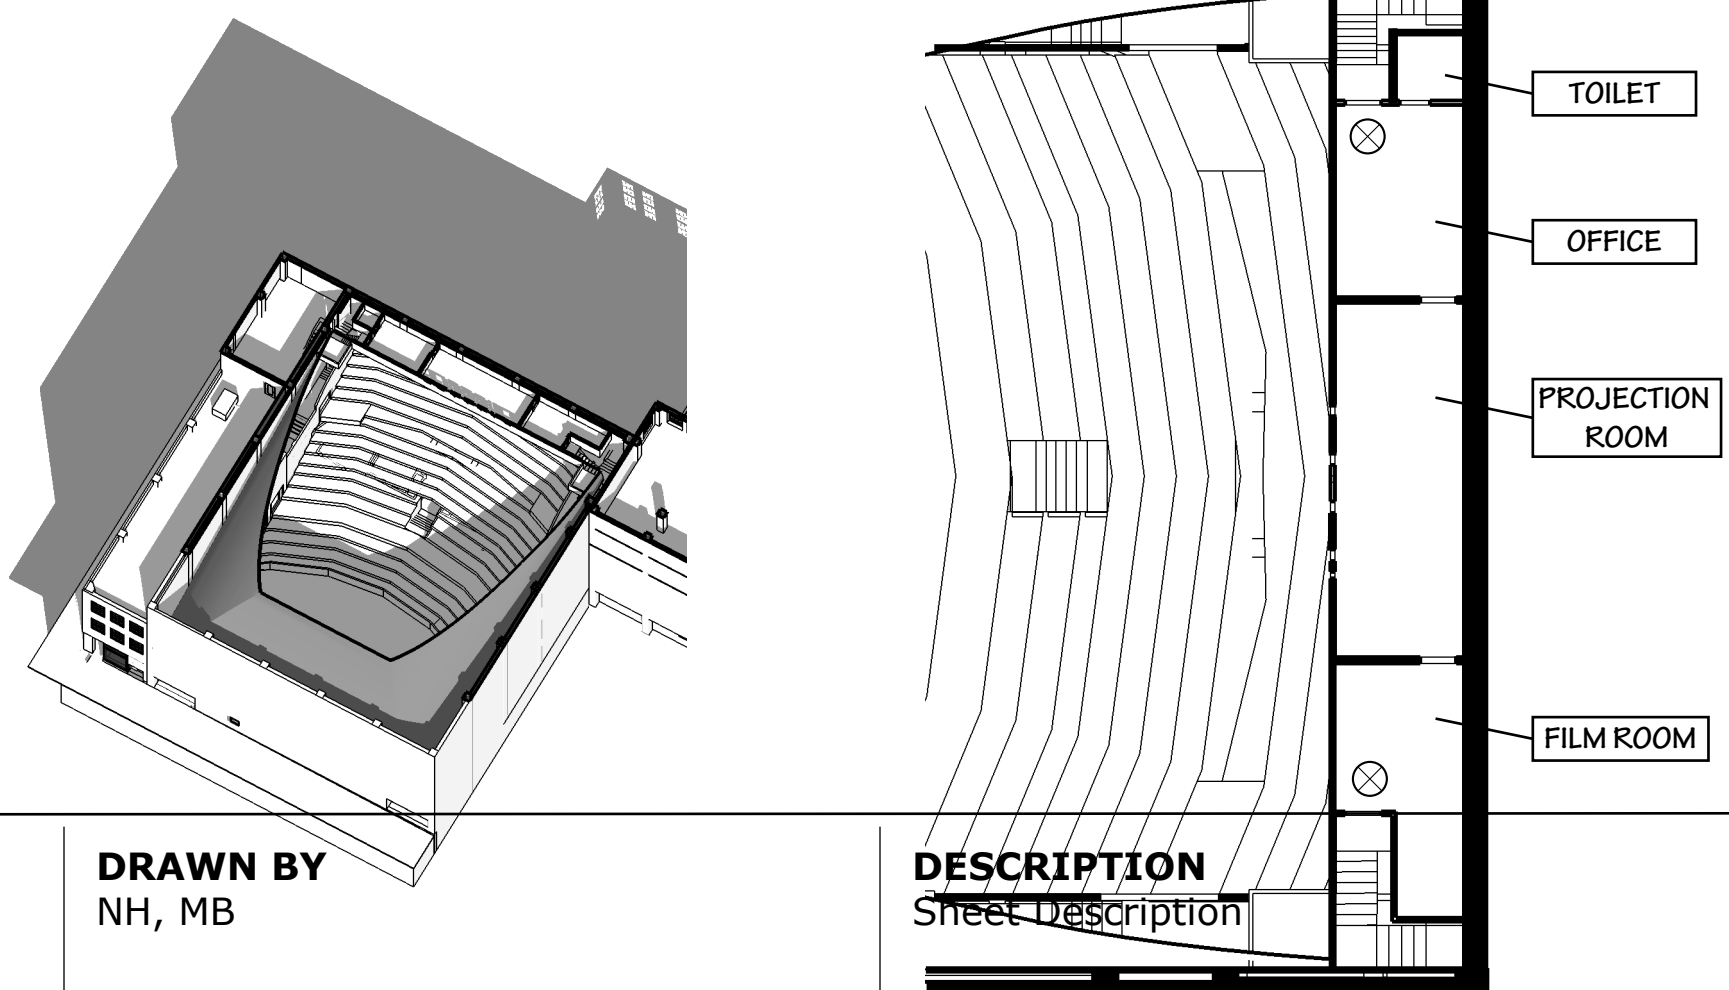 TOILET
OFFICE
PROJECTION
ROOM
FILM ROOM
DRAWN BY
NH, MB
DESCRIPTION
Sheet Description